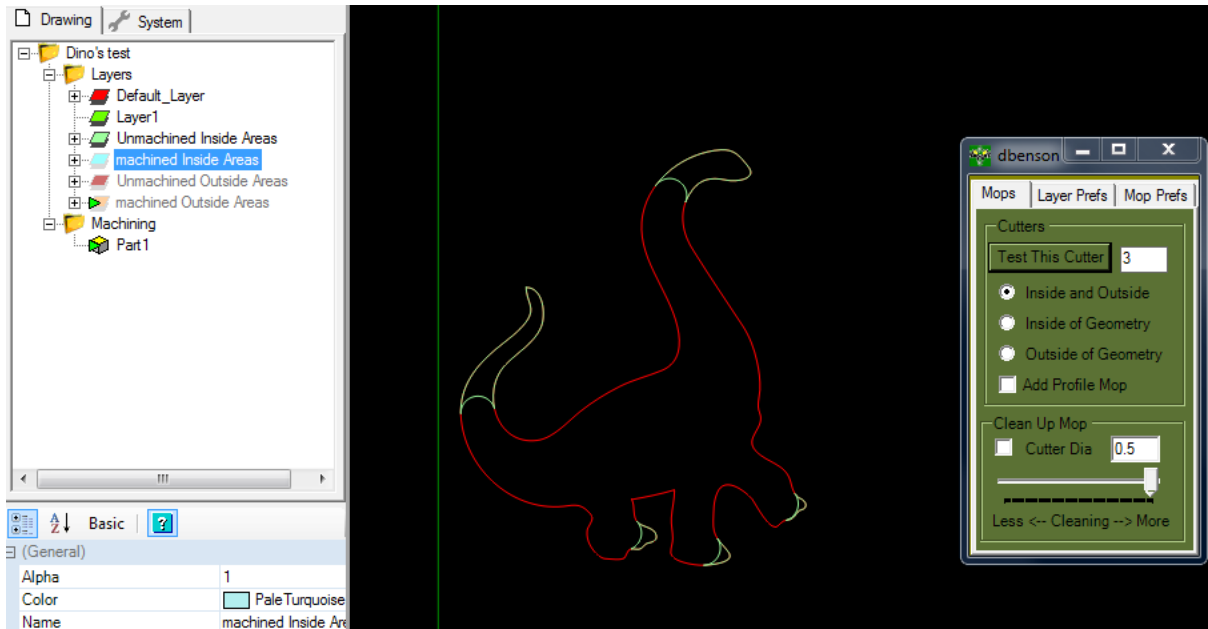 Drawing System
Dino's test
Layers
Default_Layer
Layer1
Unmachined Inside Areas
machined Inside Areas
Unmachined Outside Areas
machined Outside Areas
Machining
Part1
Basic
(General)
Alpha 1
Color PaleTurquoise
Name machined Inside Are
dbenson
Mops Layer Prefs Mop Prefs
Cutters
Test This Cutter 3
Inside and Outside
Inside of Geometry
Outside of Geometry
Add Profile Mop
Clean Up Mop
Cutter Dia 0.5
Less <-- Cleaning --> More